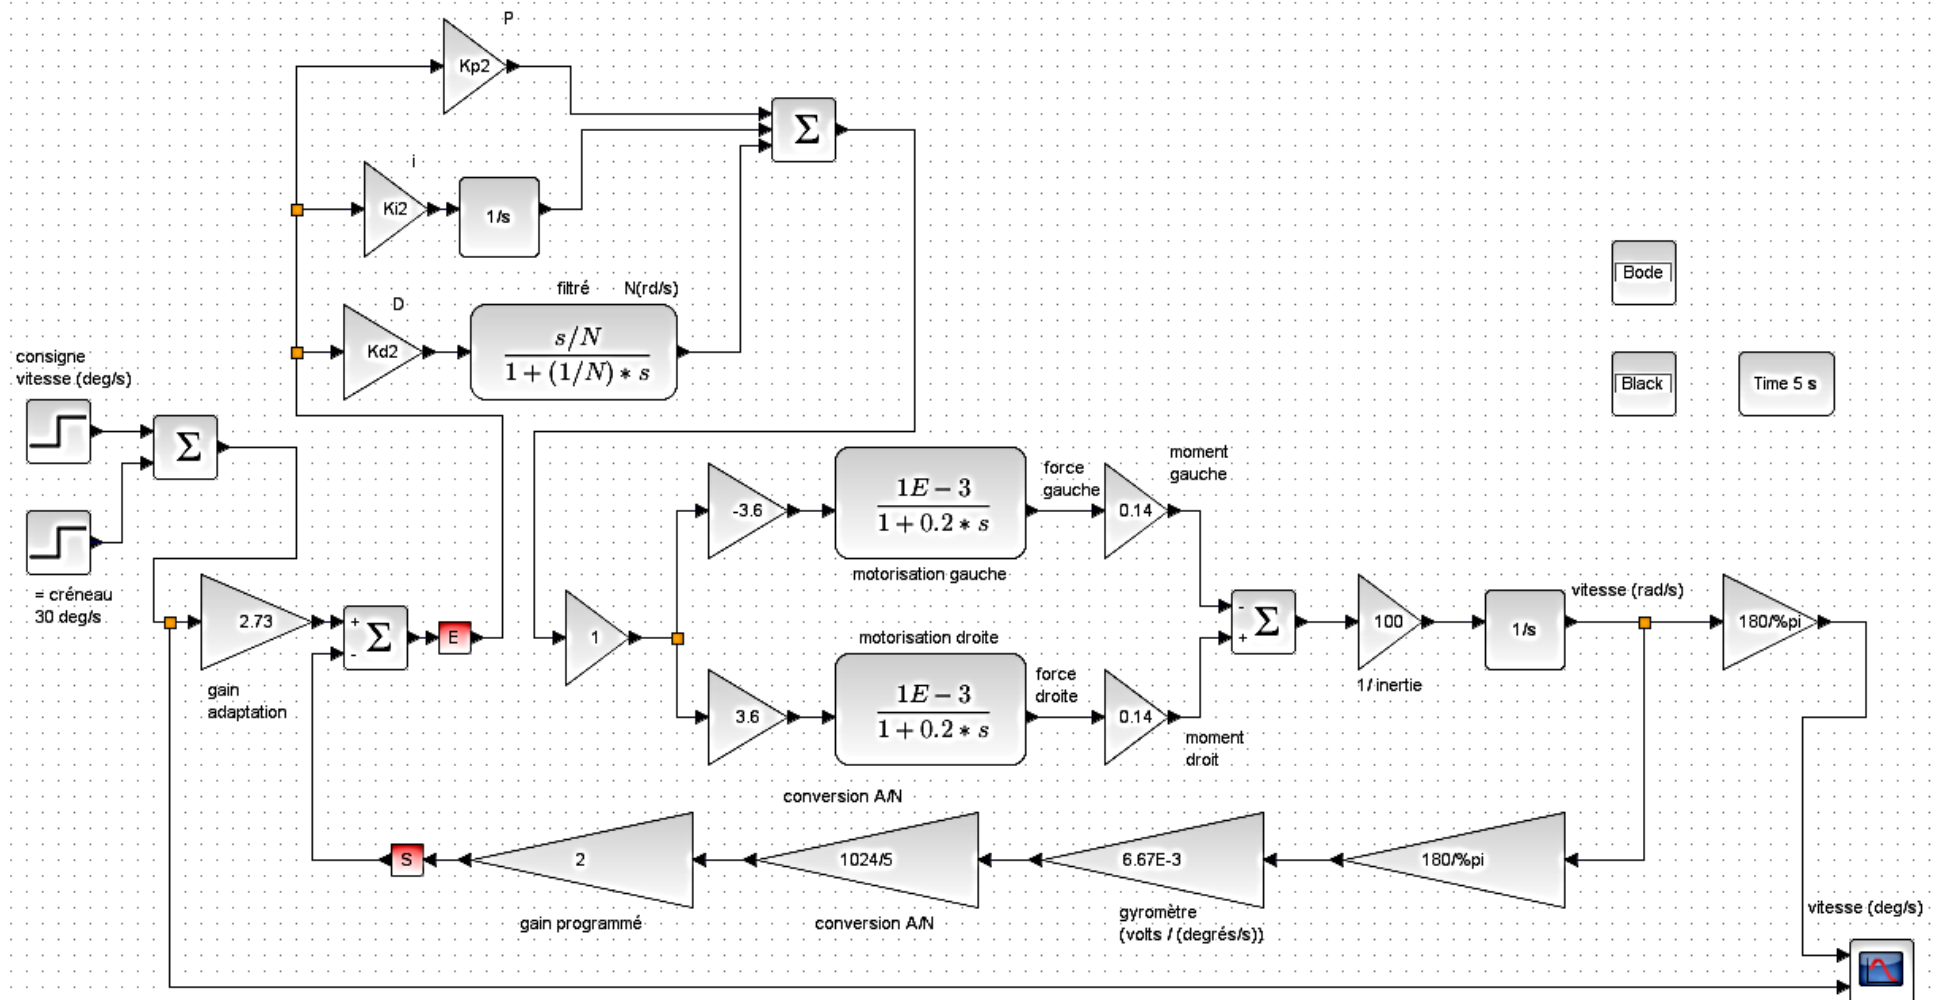 P
Kp2
Σ
i
Ki2
1/s
filtré N(rd/s)
D
Kd2
s/N
1 + (1/N) * s
Bode
Black
Time 5 s
consigne
vitesse (deg/s)
Σ
= créneau
30 deg/s
2.73
gain
adaptation
+
-
Σ
E
1
-3.6
1E - 3
1 + 0.2 * s
motorisation gauche
force
gauche
0.14
moment
gauche
motorisation droite
3.6
1E - 3
1 + 0.2 * s
force
droite
0.14
moment
droit
-
+
Σ
100
1 / inertie
1/s
vitesse (rad/s)
180/%pi
conversion A/N
S
2
1024/5
6.67E-3
180/%pi
gain programmé
conversion A/N
gyromètre
(volts / (degrés/s))
vitesse (deg/s)